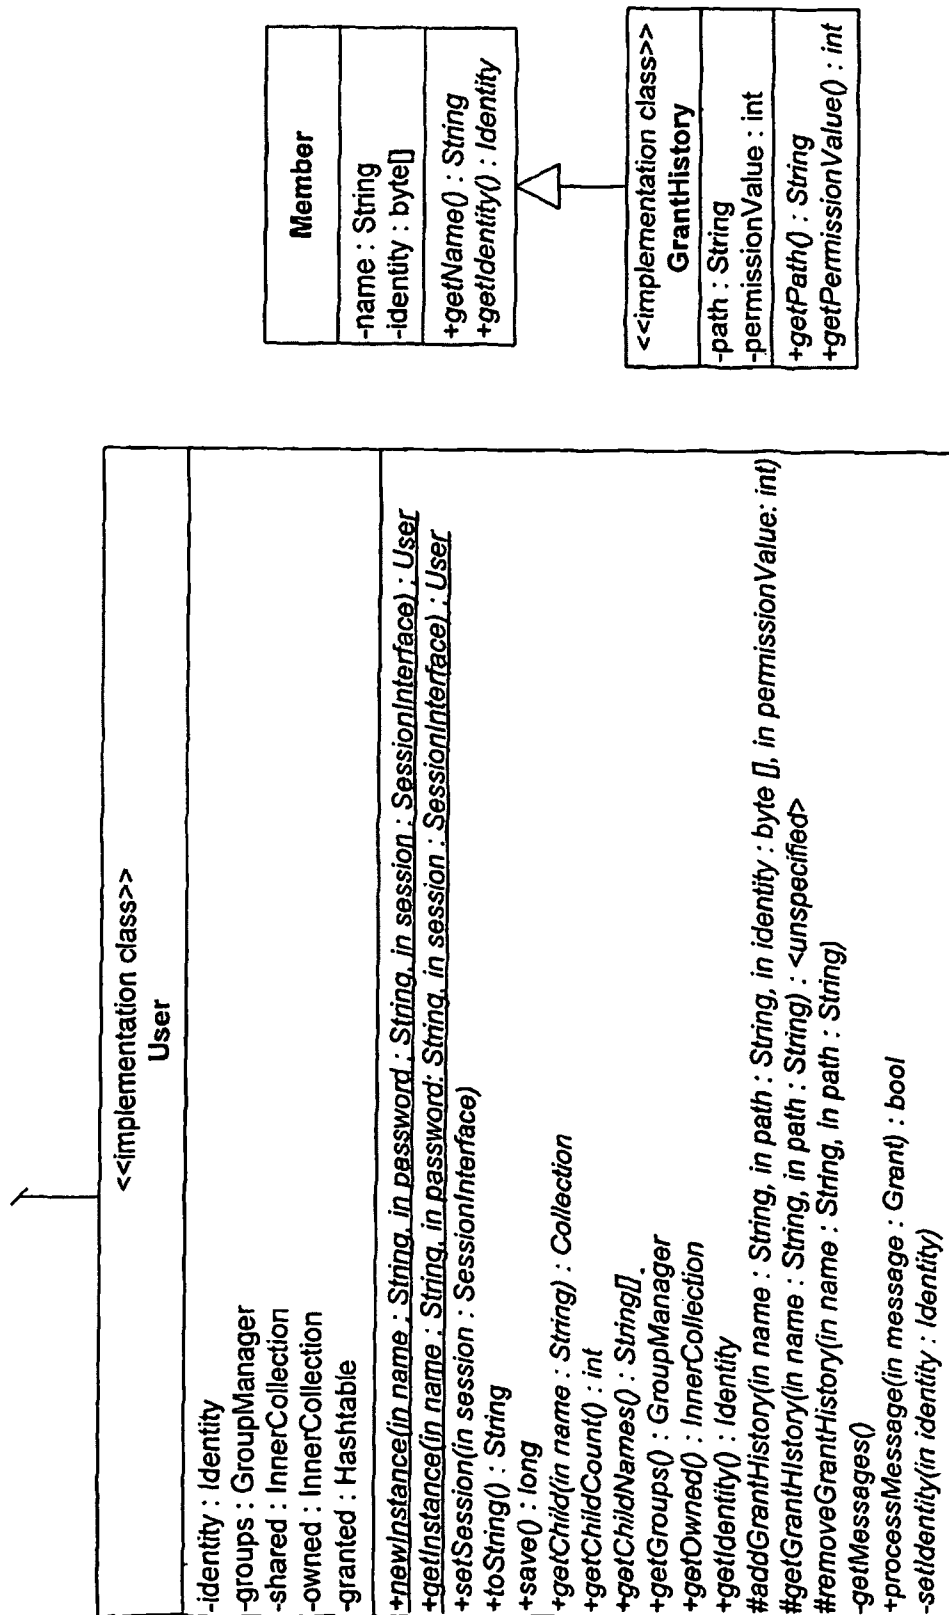 <<implementation class>>
User
-identity : Identity
-groups : GroupManager
-shared : InnerCollection
-owned : InnerCollection
-granted : Hashtable
+newInstance(in name : String, in password : String, in session : SessionInterface) : User
+getInstance(in name : String, in password: String, in session : SessionInterface) : User
+setSession(in session : SessionInterface)
+toString() : String
+save() : long
+getChild(in name : String) : Collection
+getChildCount() : int
+getChildNames() : String[]
+getGroups() : GroupManager
+getOwned() : InnerCollection
+getIdentity() : Identity
#addGrantHistory(in name : String, in path : String, in identity : byte [], in permissionValue: int)
#getGrantHistory(in name : String, in path : String) : <unspecified>
#removeGrantHistory(in name : String, in path : String)
-getMessages()
+processMessage(in message : Grant) : bool
-setIdentity(in identity : Identity)
Member
-name : String
-identity : byte[]
+getName() : String
+getIdentity() : Identity
<<implementation class>>
GrantHistory
-path : String
-permissionValue : int
+getPath() : String
+getPermissionValue() : int